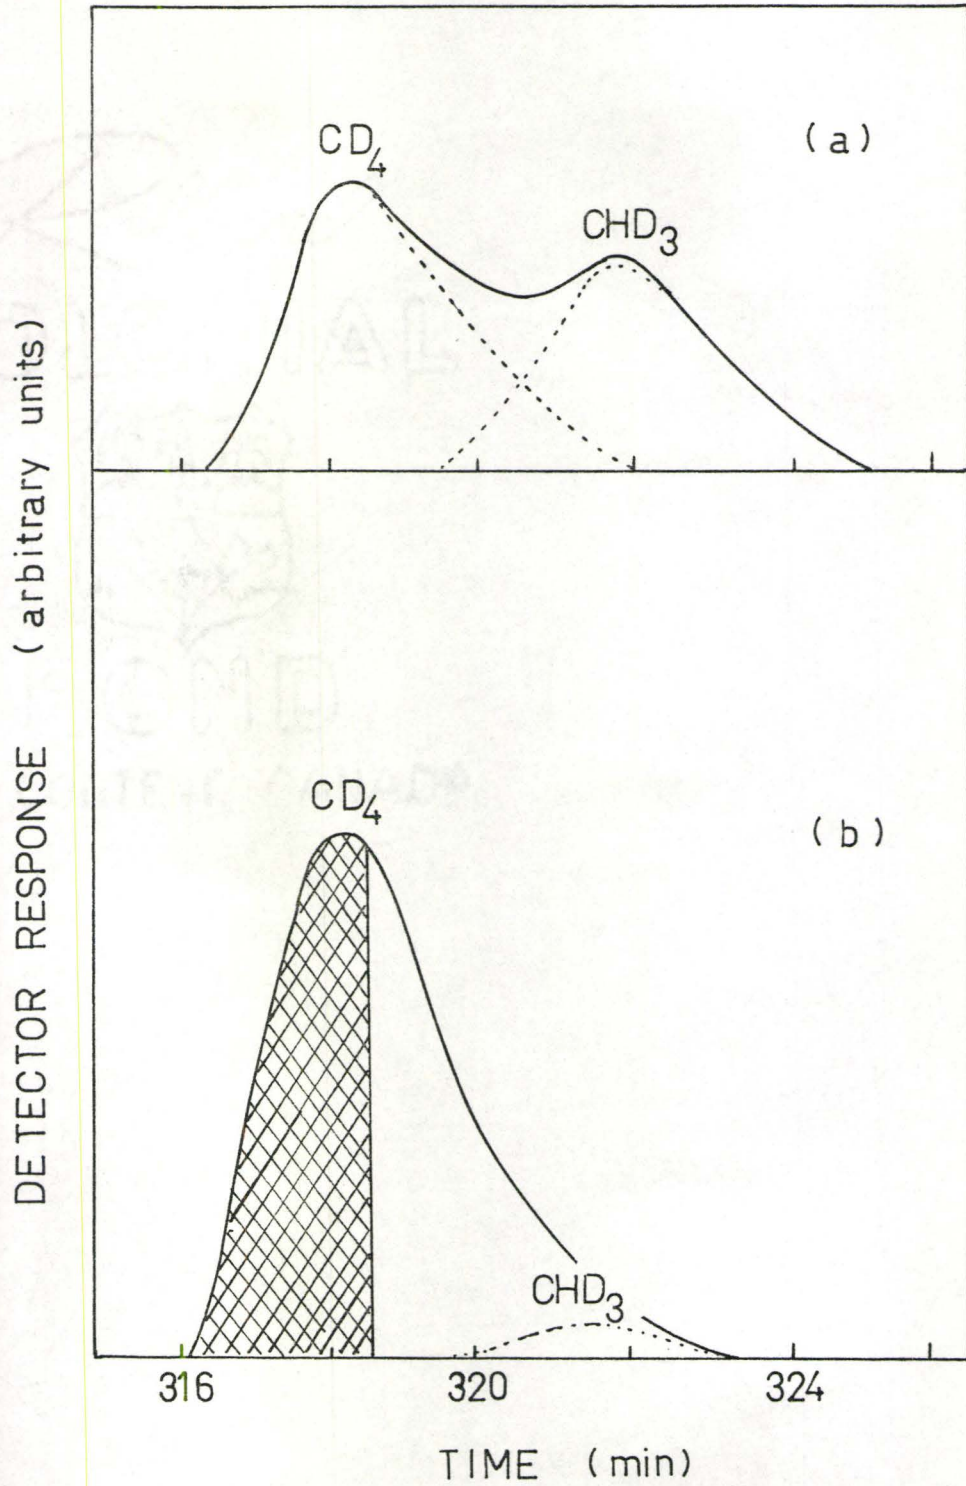 CD₄
(a)
CHD₃
DETECTOR RESPONSE (arbitrary units)
CD₄
(b)
CHD₃
316 320 324
TIME (min)